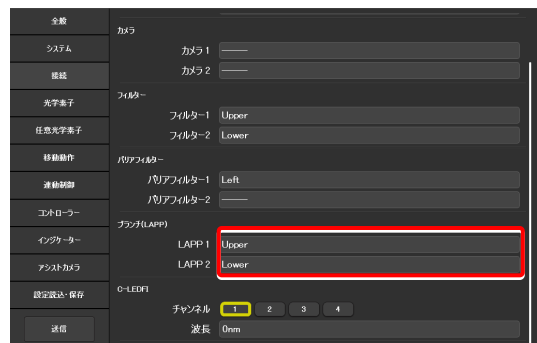 全般
システム
接続
光学素子
任意光学素子
移動動作
連動制御
コントローラー
インジケーター
アシストカメラ
設定読込・保存
送信
カメラ
カメラ1 -----
カメラ2 -----
フィルター
フィルター1 Upper
フィルター2 Lower
バリアフィルター
バリアフィルター1 Left
バリアフィルター2 -----
ブランチ(LAPP)
LAPP 1 Upper
LAPP 2 Lower
C-LEDFI
チャンネル 1 2 3 4
波長 0nm